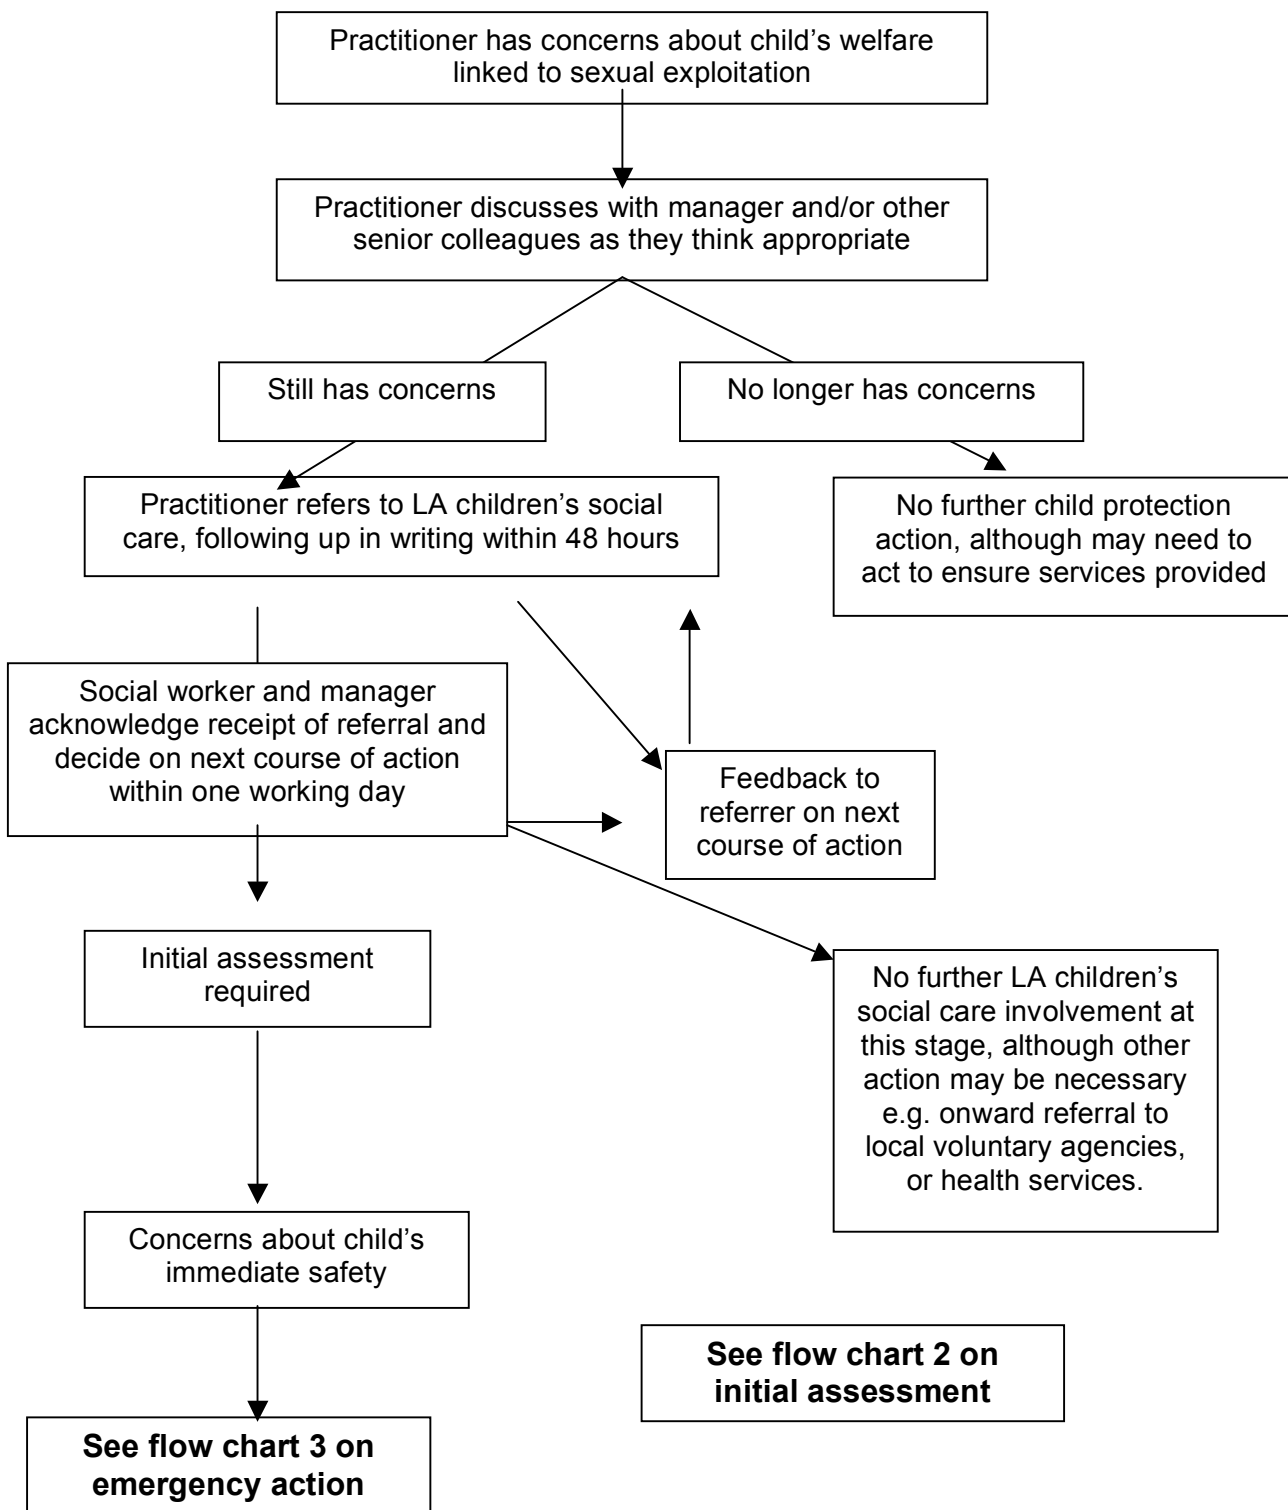 Practitioner has concerns about child’s welfare
linked to sexual exploitation
Practitioner discusses with manager and/or other
senior colleagues as they think appropriate
Still has concerns
No longer has concerns
Practitioner refers to LA children’s social
care, following up in writing within 48 hours
No further child protection
action, although may need to
act to ensure services provided
Social worker and manager
acknowledge receipt of referral and
decide on next course of action
within one working day
Feedback to
referrer on next
course of action
Initial assessment
required
No further LA children’s
social care involvement at
this stage, although other
action may be necessary
e.g. onward referral to
local voluntary agencies,
or health services.
Concerns about child’s
immediate safety
See flow chart 2 on
initial assessment
See flow chart 3 on
emergency action